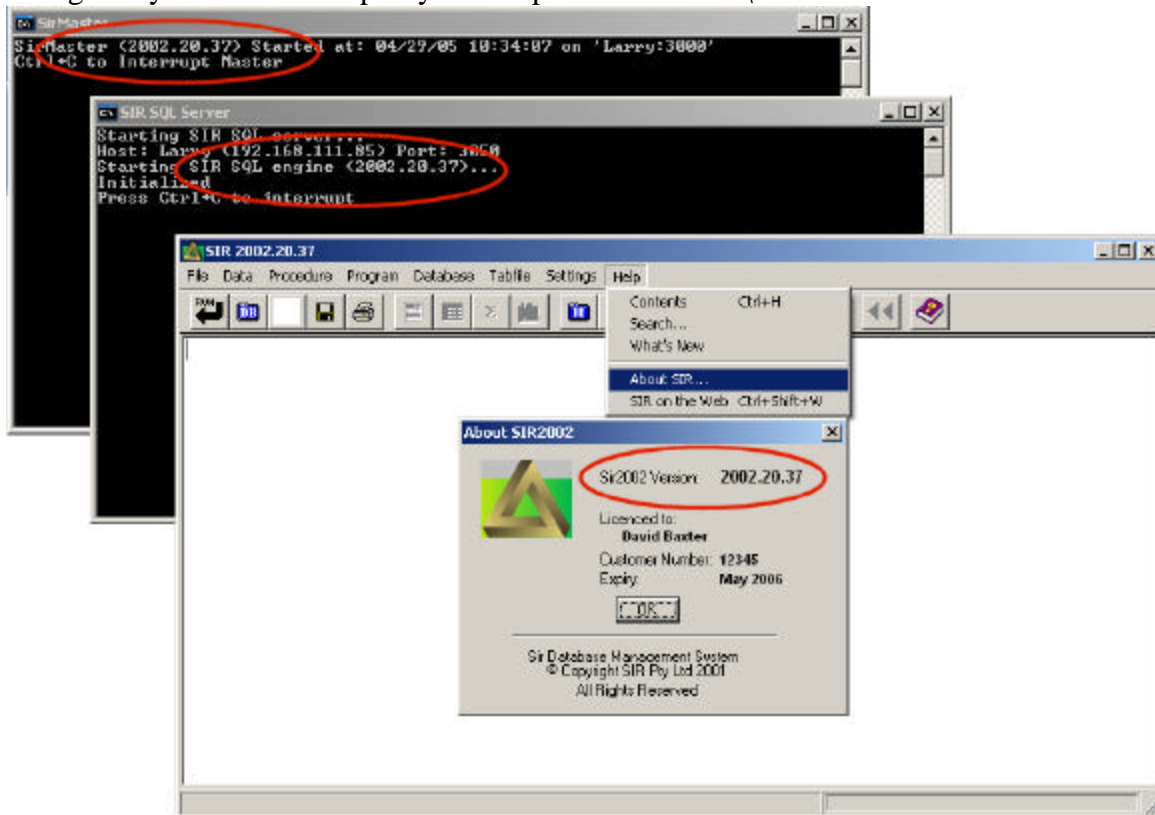 SirMaster
SirMaster (2002.20.37) Started at: 04/29/05 10:34:07 on 'Larry:3000'
Ctrl+C to Interrupt Master
SIR SQL Server
Starting SIR SQL server...
Host: Larry (192.168.111.85) Port: 3050
Starting SIR SQL engine (2002.20.37)...
Initialized
Press Ctrl+C to interrupt
SIR 2002.20.37
File Data Procedure Program Database Tabfile Settings Help
RUN DB
Contents Ctrl+H
Search...
What's New
About SIR...
SIR on the Web Ctrl+Shift+W
About SIR2002
Sir2002 Version: 2002.20.37
Licenced to:
David Baxter
Customer Number: 12345
Expiry: May 2006
OK
Sir Database Management System
© Copyright SIR Pty Ltd 2001
All Rights Reserved